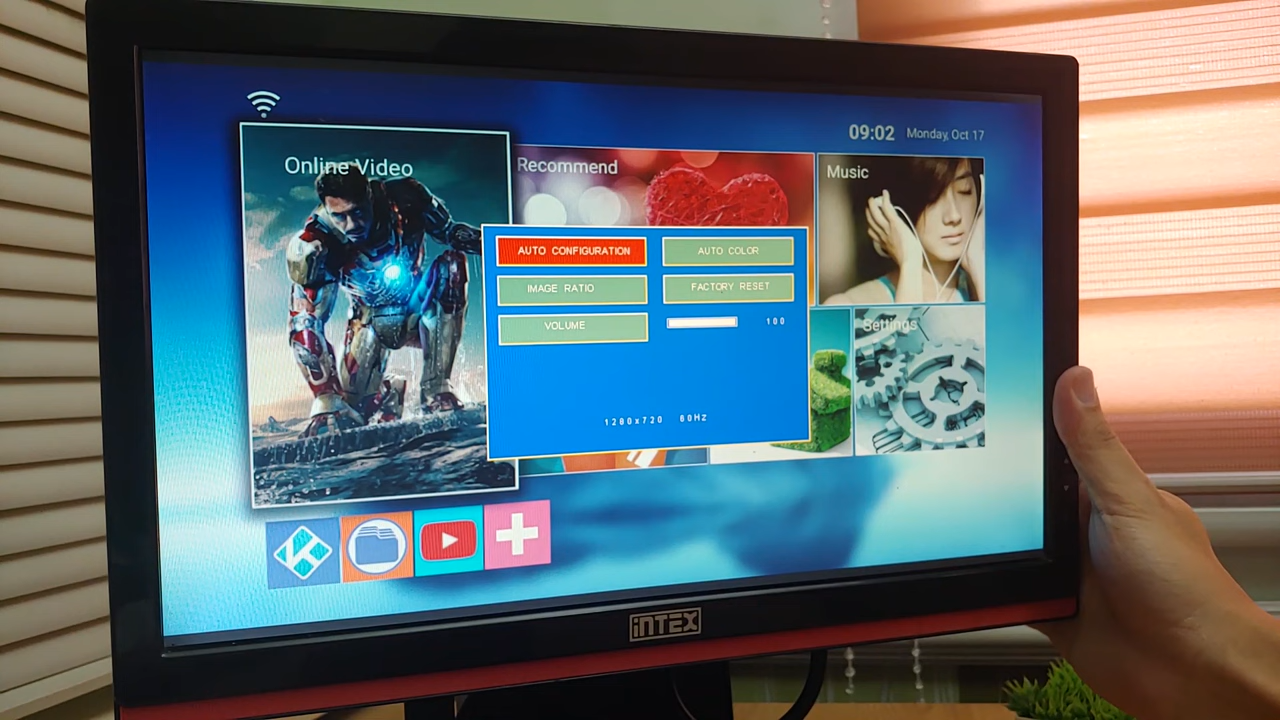 09:02 Monday, Oct 17
Online Video
Recommend
Music
AUTO CONFIGURATION
AUTO COLOR
IMAGE RATIO
FACTORY RESET
VOLUME
100
Settings
1280x720 60Hz
INTEX